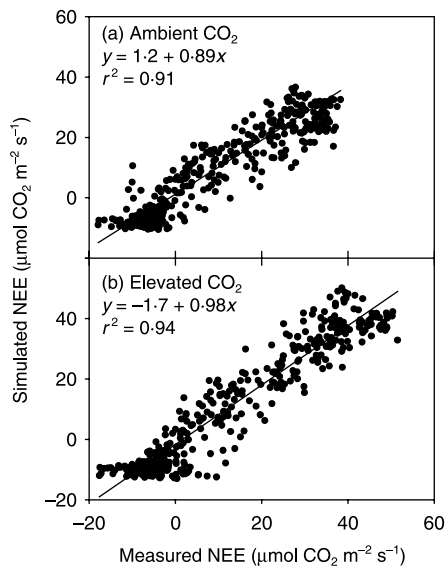 60
(a) Ambient CO₂
y = 1·2 + 0·89x
r² = 0·91
40
20
0
Simulated NEE (μmol CO₂ m⁻² s⁻¹)
(b) Elevated CO₂
y = −1·7 + 0·98x
r² = 0·94
40
20
0
−20
−20 0 20 40 60
Measured NEE (μmol CO₂ m⁻² s⁻¹)